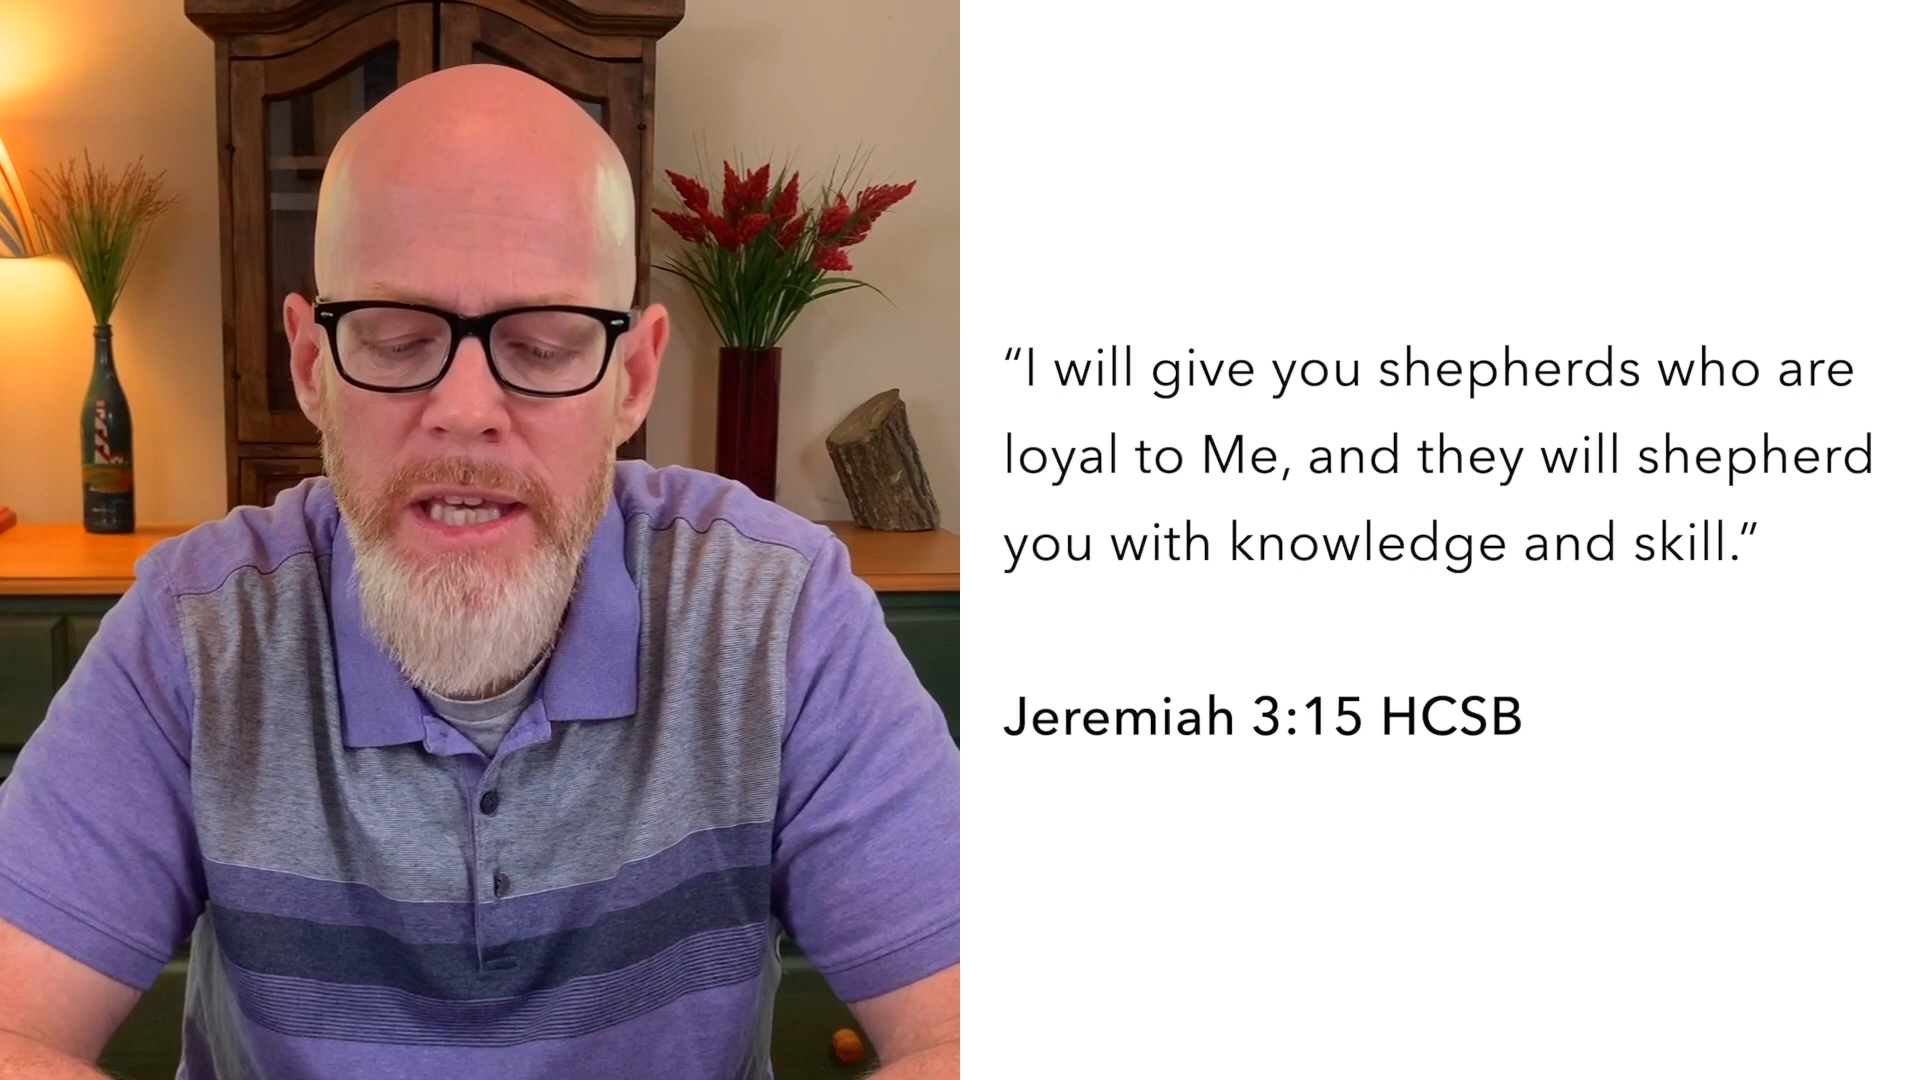 “I will give you shepherds who are
loyal to Me, and they will shepherd
you with knowledge and skill.”
Jeremiah 3:15 HCSB